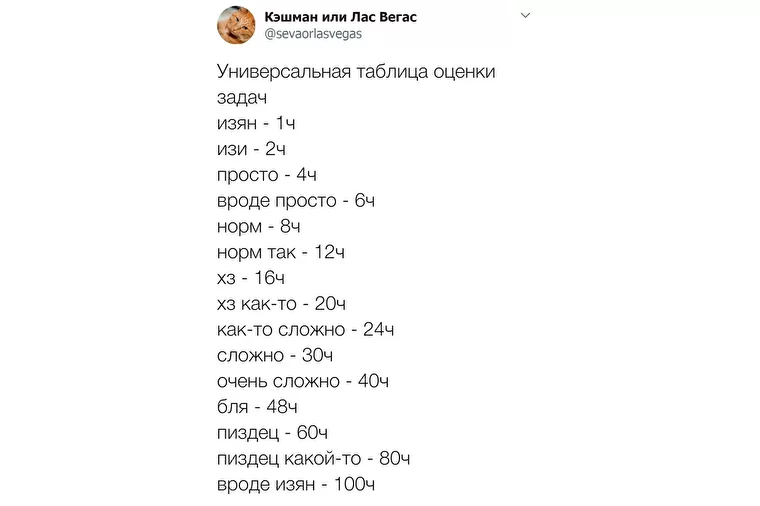 Кэшман или Лас Вегас
@sevaorlasvegas
Универсальная таблица оценки
задач
изян - 1ч
изи - 2ч
просто - 4ч
вроде просто - 6ч
норм - 8ч
норм так - 12ч
хз - 16ч
хз как-то - 20ч
как-то сложно - 24ч
сложно - 30ч
очень сложно - 40ч
бля - 48ч
пиздец - 60ч
пиздец какой-то - 80ч
вроде изян - 100ч